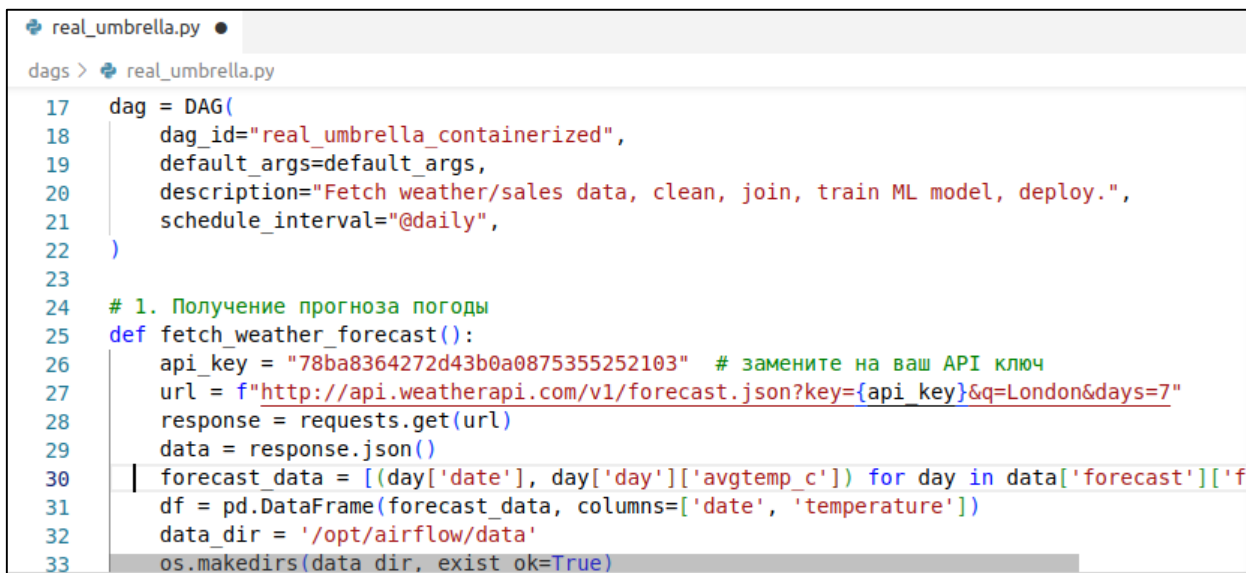 real_umbrella.py ●
dags > real_umbrella.py
17 dag = DAG(
18 dag_id="real_umbrella_containerized",
19 default_args=default_args,
20 description="Fetch weather/sales data, clean, join, train ML model, deploy.",
21 schedule_interval="@daily",
22 )
23
24 # 1. Получение прогноза погоды
25 def fetch_weather_forecast():
26 api_key = "78ba8364272d43b0a0875355252103" # замените на ваш API ключ
27 url = f"http://api.weatherapi.com/v1/forecast.json?key={api_key}&q=London&days=7"
28 response = requests.get(url)
29 data = response.json()
30 forecast_data = [(day['date'], day['day']['avgtemp_c']) for day in data['forecast']['f
31 df = pd.DataFrame(forecast_data, columns=['date', 'temperature'])
32 data_dir = '/opt/airflow/data'
33 os.makedirs(data_dir, exist_ok=True)